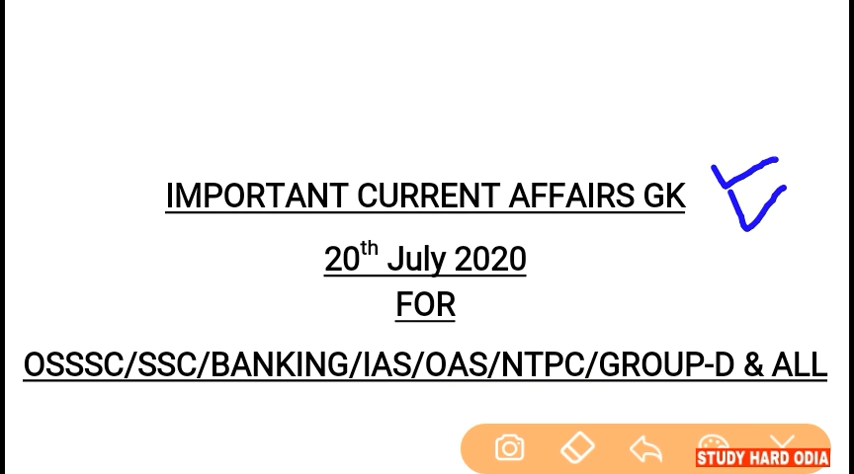 IMPORTANT CURRENT AFFAIRS GK
20th July 2020
FOR
OSSSC/SSC/BANKING/IAS/OAS/NTPC/GROUP-D & ALL
STUDY HARD ODIA